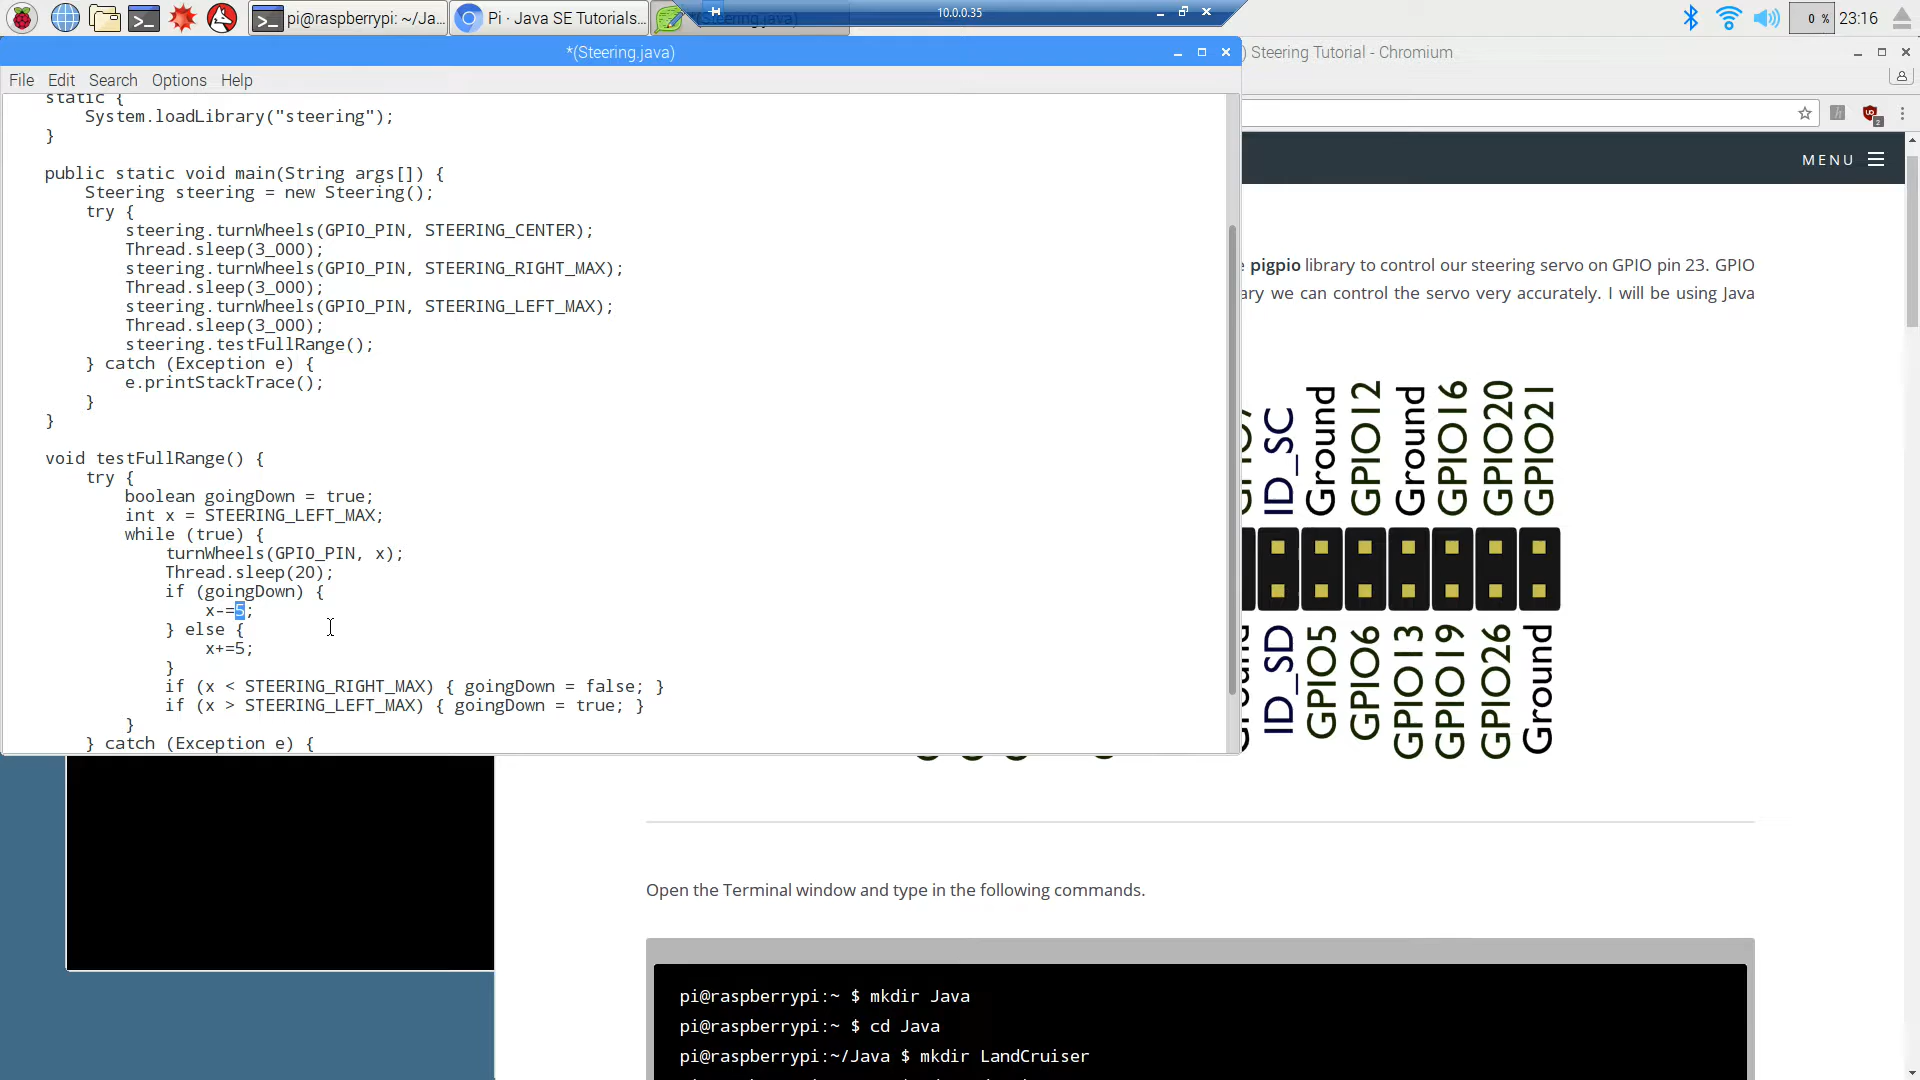 pi@raspberrypi: ~/Ja...
Pi · Java SE Tutorials...
*(Steering.java)
10.0.0.35
0 %
23:16
*(Steering.java)
Steering Tutorial - Chromium
File Edit Search Options Help
2
MENU
static {
System.loadLibrary("steering");
}
public static void main(String args[]) {
Steering steering = new Steering();
try {
steering.turnWheels(GPIO_PIN, STEERING_CENTER);
Thread.sleep(3_000);
steering.turnWheels(GPIO_PIN, STEERING_RIGHT_MAX);
Thread.sleep(3_000);
steering.turnWheels(GPIO_PIN, STEERING_LEFT_MAX);
Thread.sleep(3_000);
steering.testFullRange();
} catch (Exception e) {
e.printStackTrace();
}
}
void testFullRange() {
try {
boolean goingDown = true;
int x = STEERING_LEFT_MAX;
while (true) {
turnWheels(GPIO_PIN, x);
Thread.sleep(20);
if (goingDown) {
x-=5;
} else {
x+=5;
}
if (x < STEERING_RIGHT_MAX) { goingDown = false; }
if (x > STEERING_LEFT_MAX) { goingDown = true; }
}
} catch (Exception e) {
pigpio library to control our steering servo on GPIO pin 23. GPIO
we can control the servo very accurately. I will be using Java
ID_SC
Ground
GPIO12
Ground
GPIO16
GPIO20
GPIO21
ID_SD
GPIO5
GPIO6
GPIO13
GPIO19
GPIO26
Ground
Open the Terminal window and type in the following commands.
pi@raspberrypi:~ $ mkdir Java
pi@raspberrypi:~ $ cd Java
pi@raspberrypi:~/Java $ mkdir LandCruiser